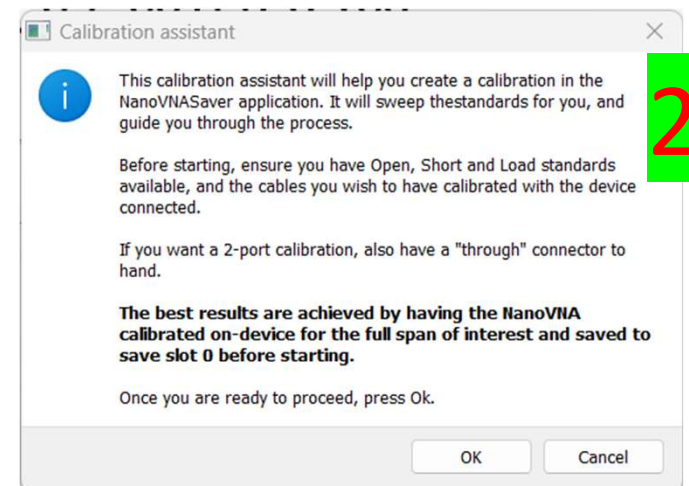 Calibration assistant
This calibration assistant will help you create a calibration in the
NanoVNASaver application. It will sweep thestandards for you, and
guide you through the process.
2
Before starting, ensure you have Open, Short and Load standards
available, and the cables you wish to have calibrated with the device
connected.
If you want a 2-port calibration, also have a "through" connector to
hand.
The best results are achieved by having the NanoVNA
calibrated on-device for the full span of interest and saved to
save slot 0 before starting.
Once you are ready to proceed, press Ok.
OK
Cancel